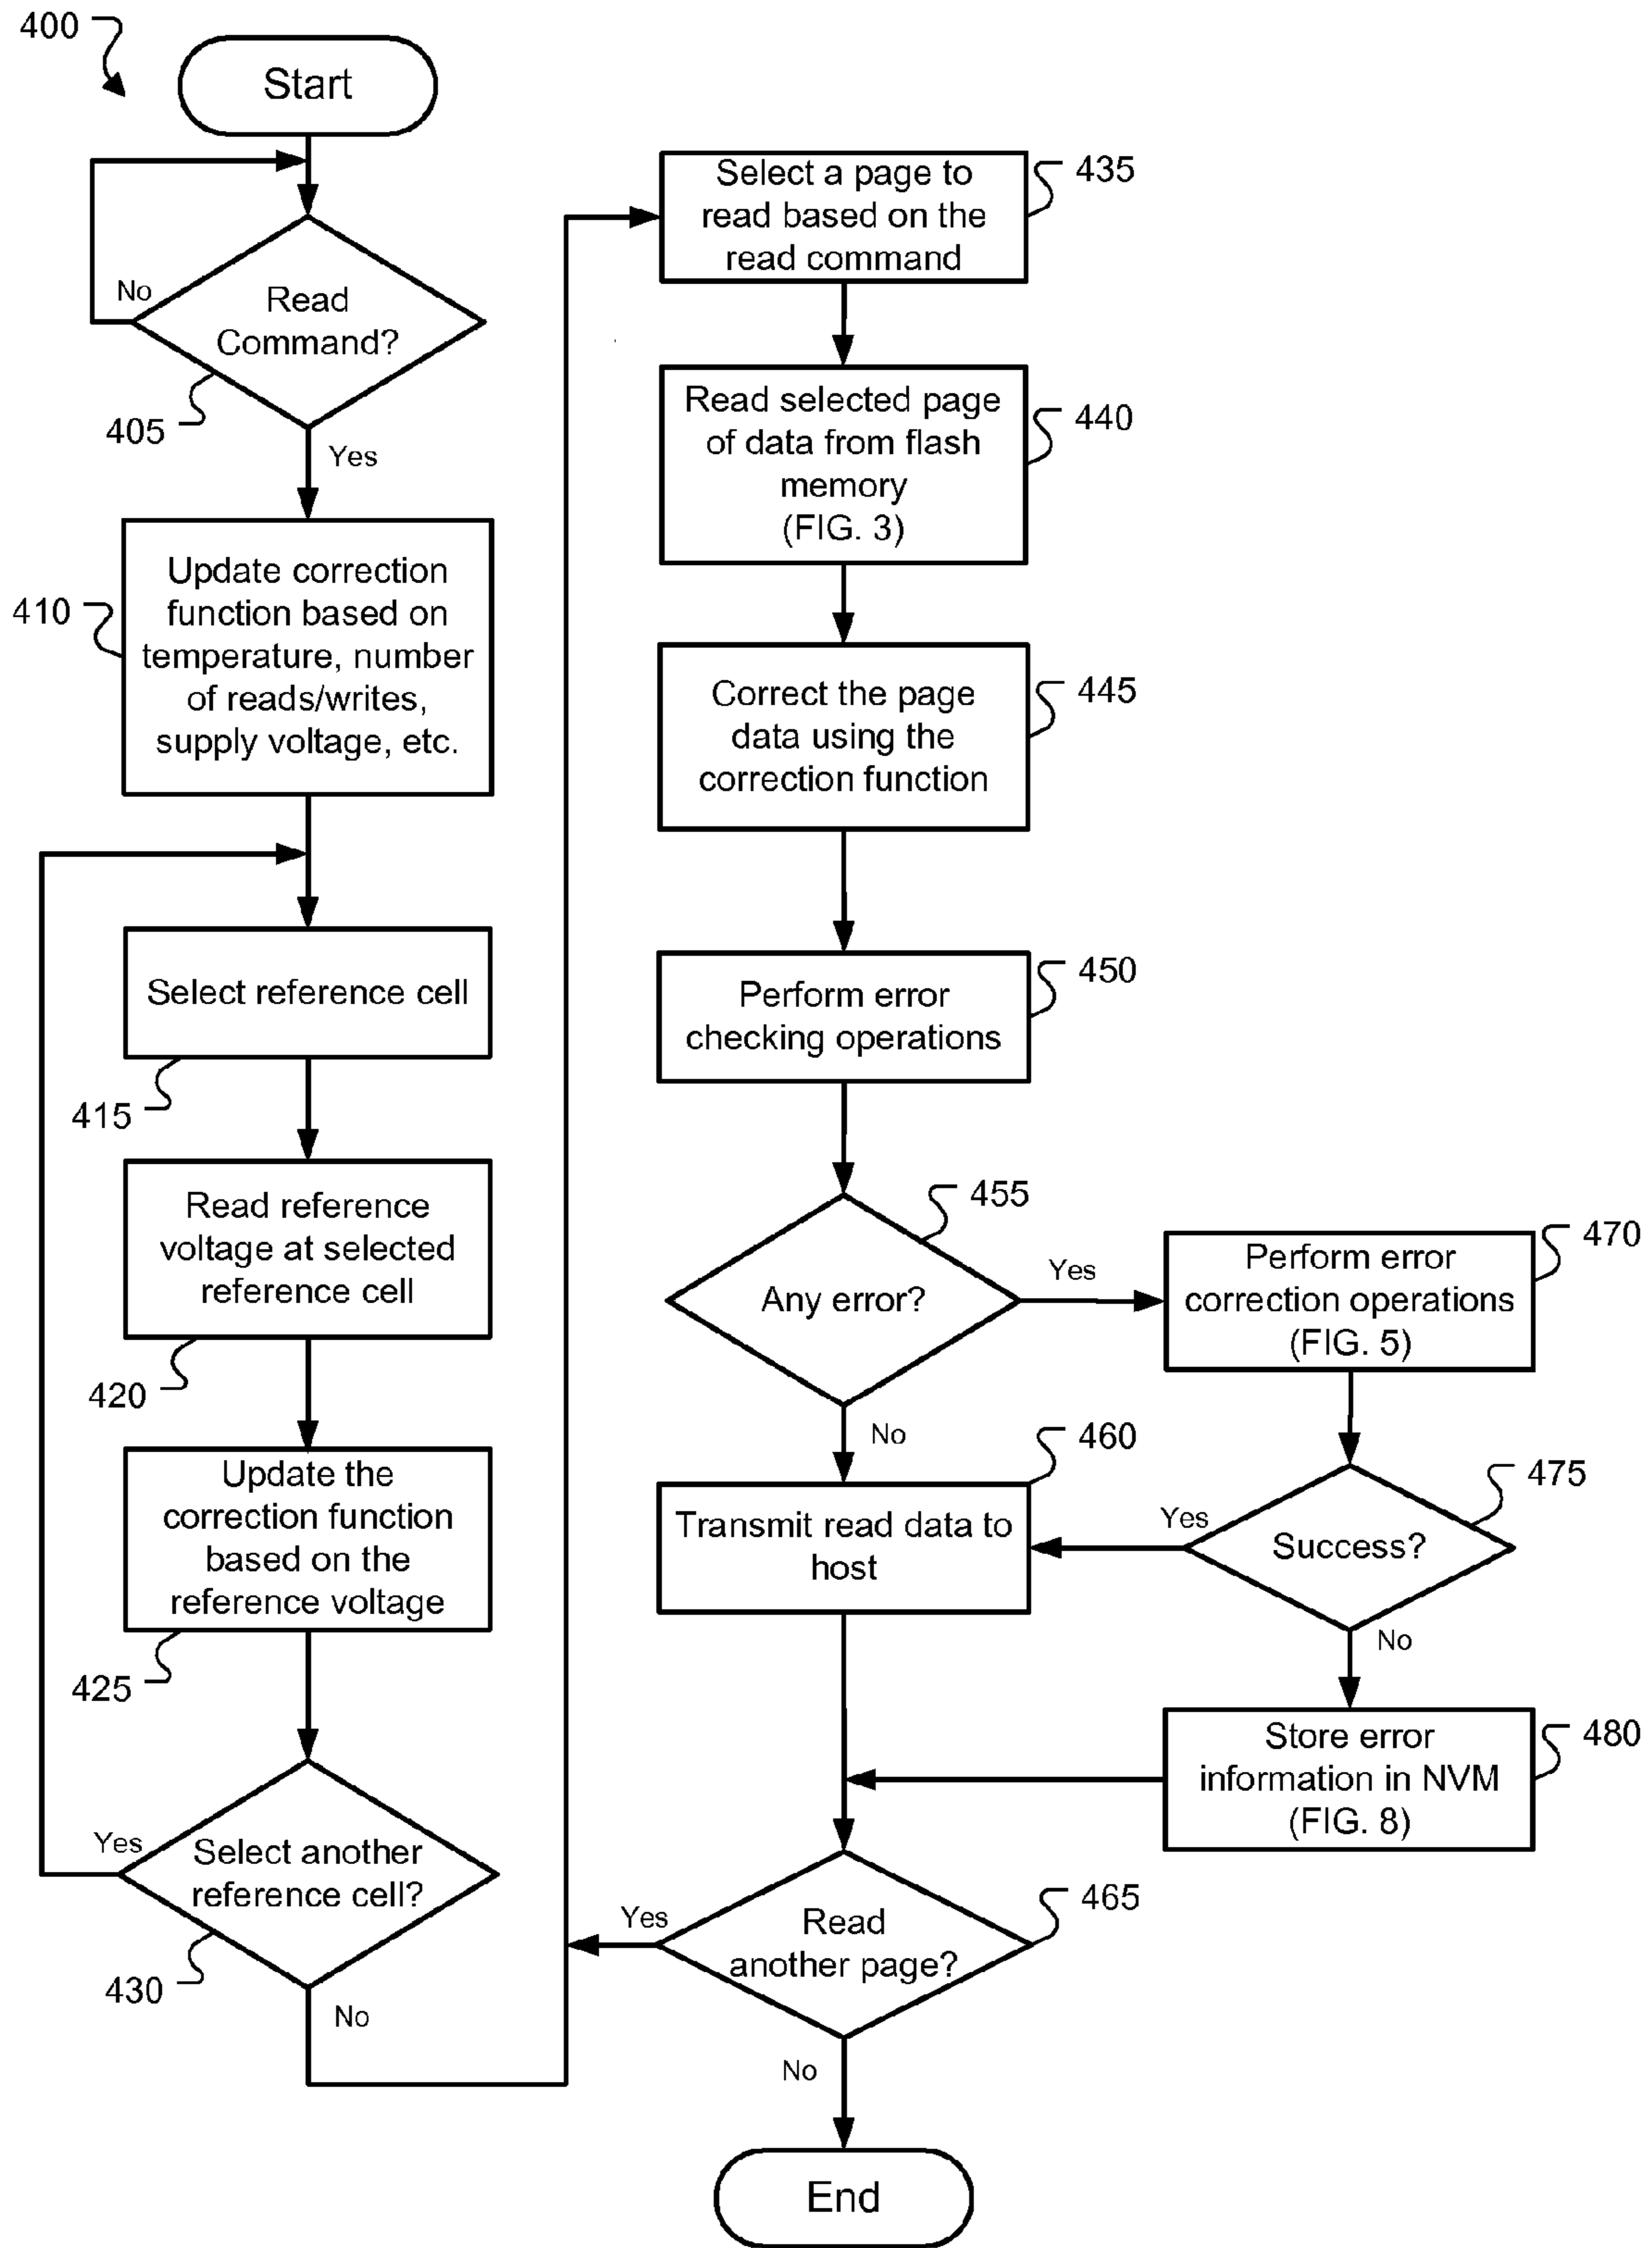 400
Start
No
Read
Command?
405
Yes
410
Update correction
function based on
temperature, number
of reads/writes,
supply voltage, etc.
Select reference cell
415
Read reference
voltage at selected
reference cell
420
Update the
correction function
based on the
reference voltage
425
Yes
Select another
reference cell?
430
No
Select a page to
read based on the
read command
435
Read selected page
of data from flash
memory
(FIG. 3)
440
Correct the page
data using the
correction function
445
Perform error
checking operations
450
455
Any error?
Yes
No
Perform error
correction operations
(FIG. 5)
470
460
Transmit read data to
host
475
Yes
Success?
No
Store error
information in NVM
(FIG. 8)
480
465
Yes
Read
another page?
No
End